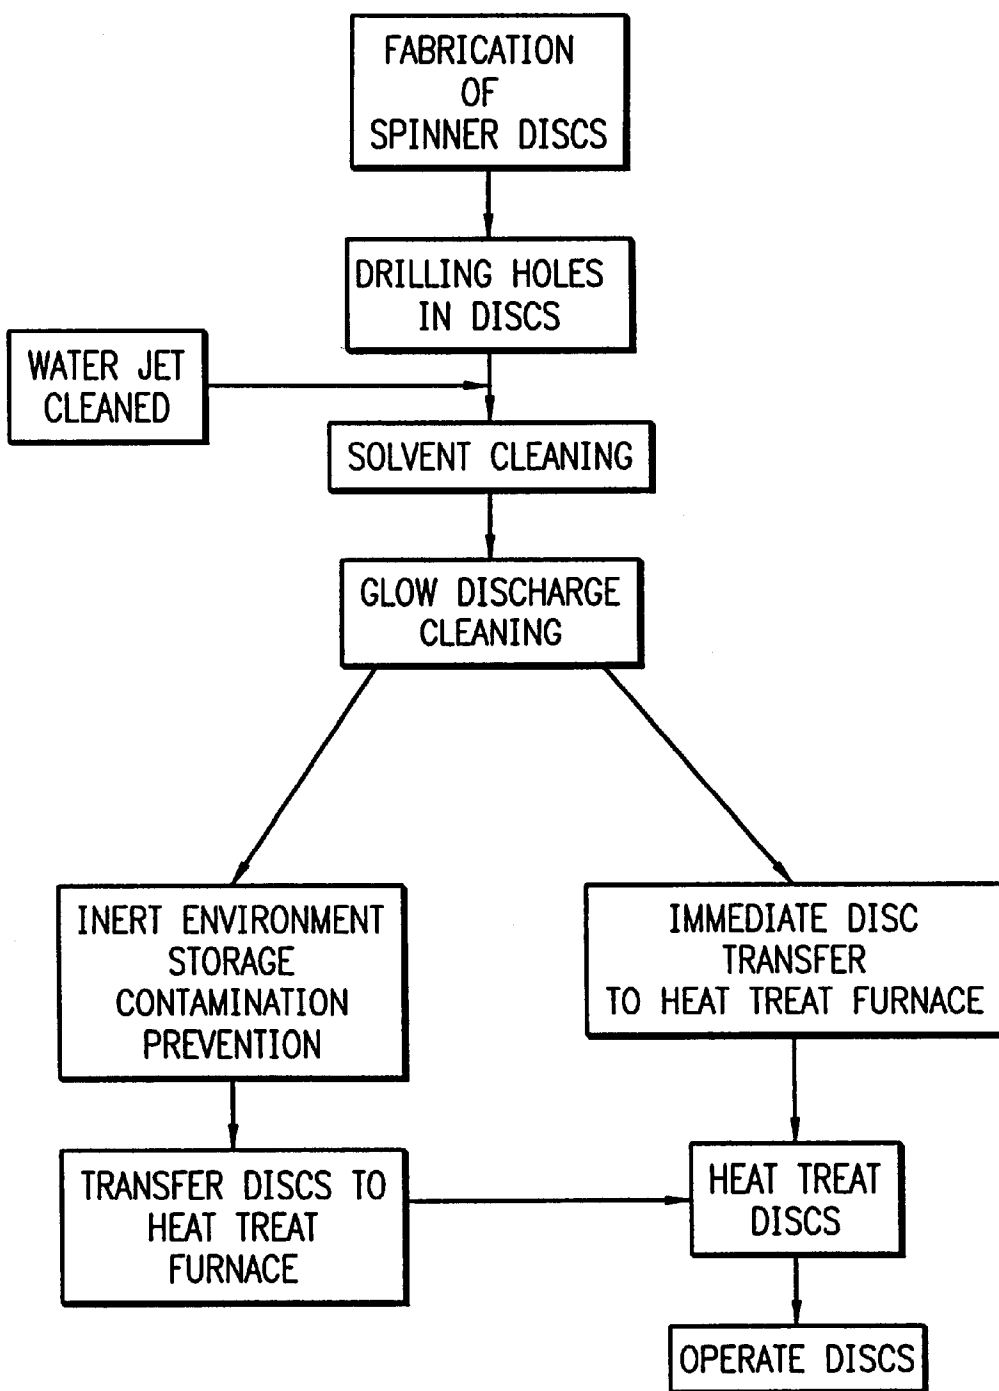 FABRICATION
OF
SPINNER DISCS
DRILLING HOLES
IN DISCS
WATER JET
CLEANED
SOLVENT CLEANING
GLOW DISCHARGE
CLEANING
INERT ENVIRONMENT
STORAGE
CONTAMINATION
PREVENTION
IMMEDIATE DISC
TRANSFER
TO HEAT TREAT FURNACE
TRANSFER DISCS TO
HEAT TREAT
FURNACE
HEAT TREAT
DISCS
OPERATE DISCS